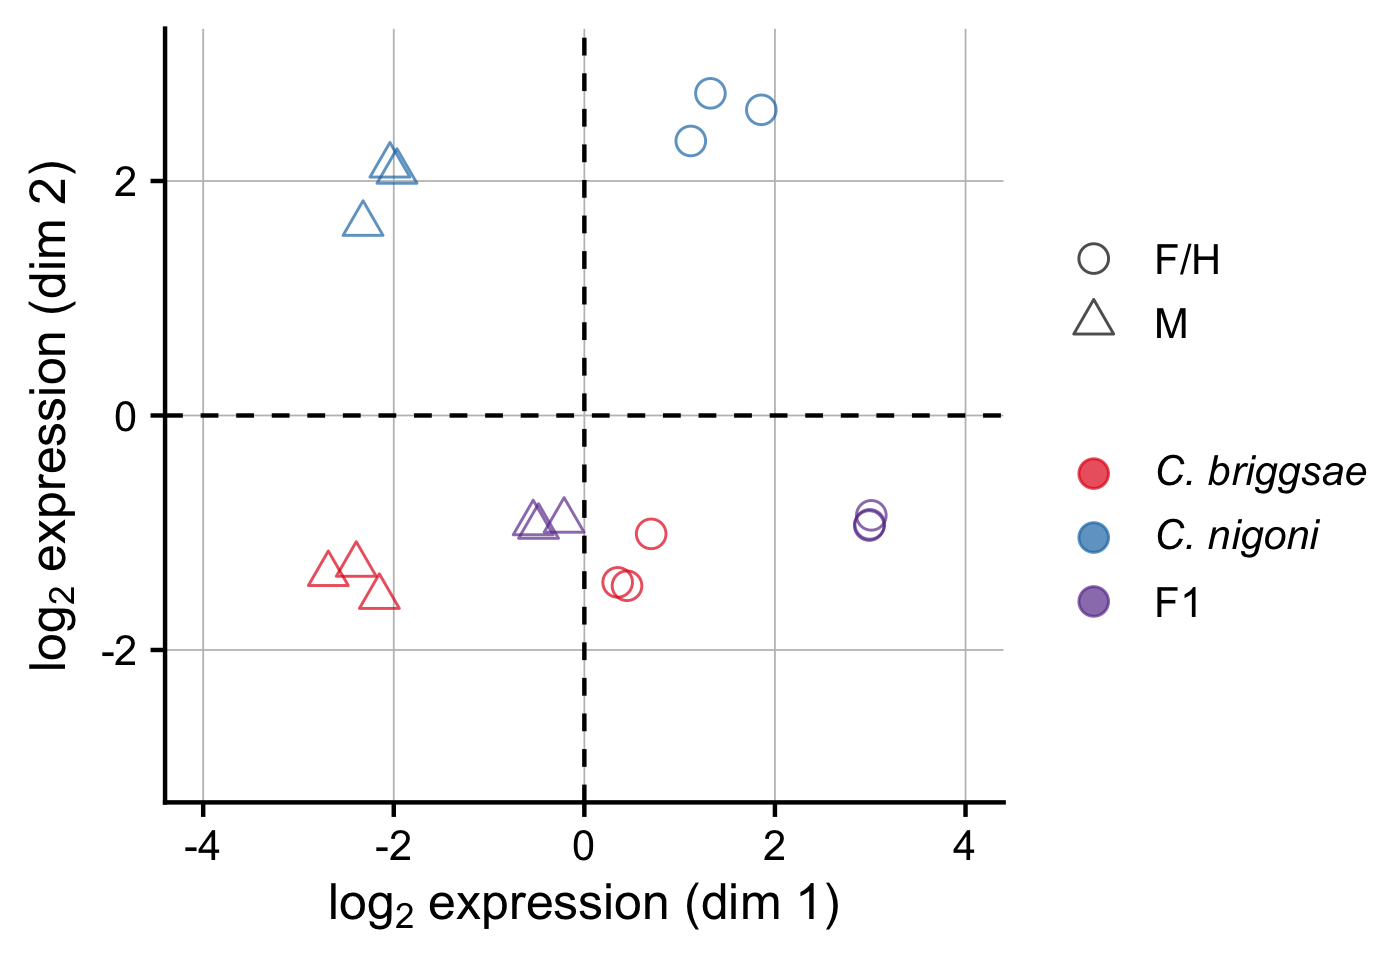 log2 expression (dim 2)
2
0
-2
-4 -2 0 2 4
log2 expression (dim 1)
F/H
M
C. briggsae
C. nigoni
F1